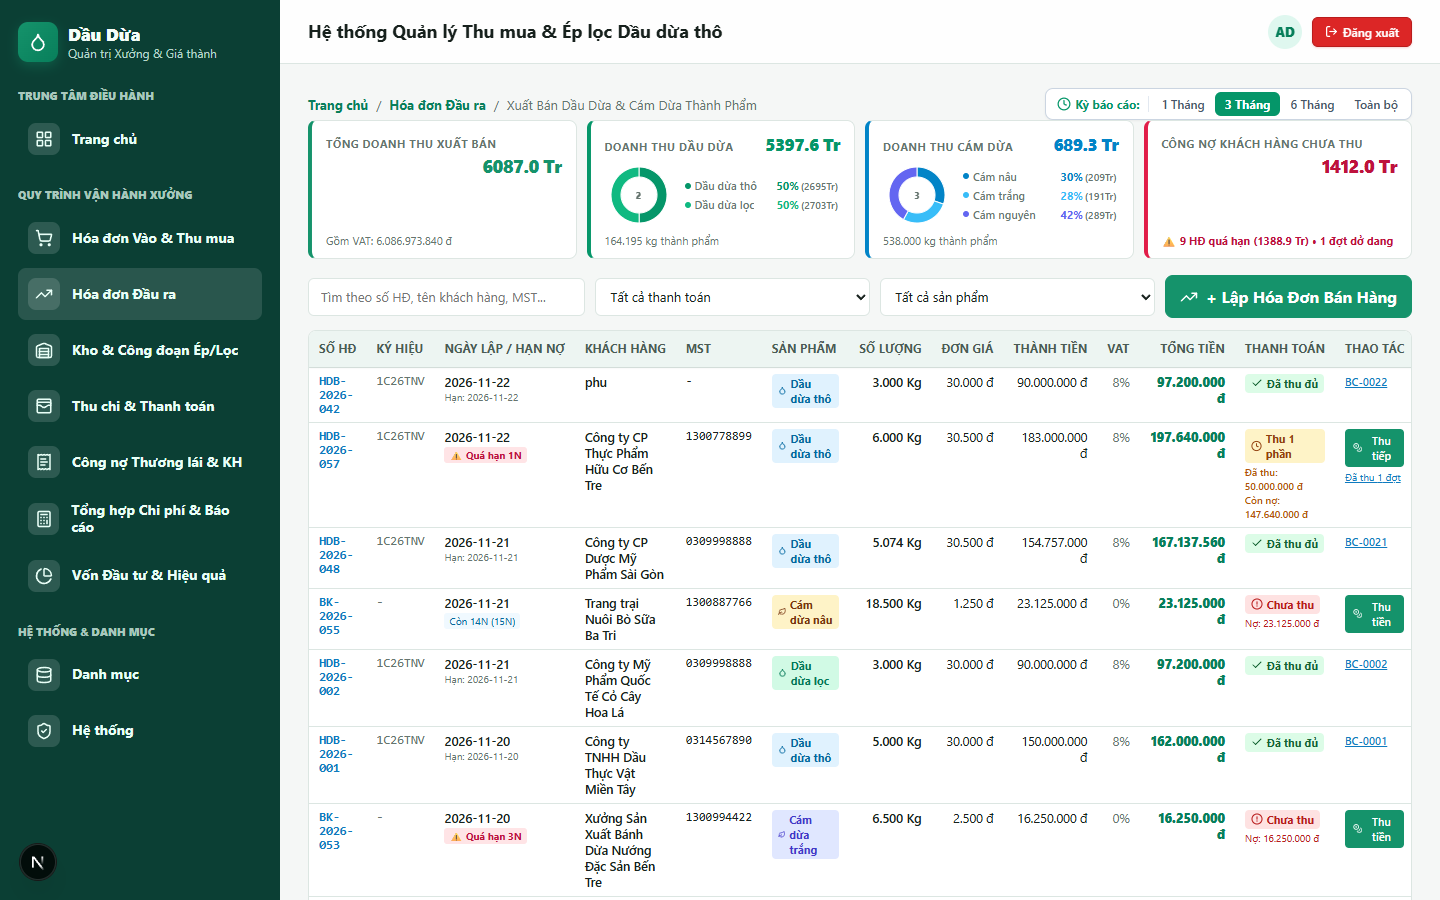 Dầu Dừa
Quản trị Xưởng & Giá thành
TRUNG TÂM ĐIỀU HÀNH
Trang chủ
QUY TRÌNH VẬN HÀNH XƯỞNG
Hóa đơn Vào & Thu mua
Hóa đơn Đầu ra
Kho & Công đoạn Ép/Lọc
Thu chi & Thanh toán
Công nợ Thương lái & KH
Tổng hợp Chi phí & Báo
cáo
Vốn Đầu tư & Hiệu quả
HỆ THỐNG & DANH MỤC
Danh mục
Hệ thống
N
Hệ thống Quản lý Thu mua & Ép lọc Dầu dừa thô
AD
Đăng xuất
Trang chủ / Hóa đơn Đầu ra / Xuất Bán Dầu Dừa & Cám Dừa Thành Phẩm
Kỳ báo cáo: 1 Tháng 3 Tháng 6 Tháng Toàn bộ
TỔNG DOANH THU XUẤT BÁN
6087.0 Tr
Gồm VAT: 6.086.973.840 đ
DOANH THU DẦU DỪA 5397.6 Tr
2
Dầu dừa thô 50% (2695Tr)
Dầu dừa lọc 50% (2703Tr)
164.195 kg thành phẩm
DOANH THU CÁM DỪA 689.3 Tr
3
Cám nâu 30% (209Tr)
Cám trắng 28% (191Tr)
Cám nguyên 42% (289Tr)
538.000 kg thành phẩm
CÔNG NỢ KHÁCH HÀNG CHƯA THU
1412.0 Tr
9 HĐ quá hạn (1388.9 Tr) • 1 đợt dở dang
Tìm theo số HĐ, tên khách hàng, MST...
Tất cả thanh toán
Tất cả sản phẩm
+ Lập Hóa Đơn Bán Hàng
SỐ HĐ KÝ HIỆU NGÀY LẬP / HẠN NỢ KHÁCH HÀNG MST SẢN PHẨM SỐ LƯỢNG ĐƠN GIÁ THÀNH TIỀN VAT TỔNG TIỀN THANH TOÁN THAO TÁC
HDB-
2026-
042
1C26TNV
2026-11-22
Hạn: 2026-11-22
phu
-
Dầu
dừa thô
3.000 Kg
30.000 đ
90.000.000 đ
8%
97.200.000
đ
Đã thu đủ
BC-0022
HDB-
2026-
057
1C26TNV
2026-11-22
Quá hạn 1N
Công ty CP
Thực Phẩm
Hữu Cơ Bến
Tre
1300778899
Dầu
dừa thô
6.000 Kg
30.500 đ
183.000.000
đ
8%
197.640.000
đ
Thu 1
phần
Đã thu:
50.000.000 đ
Còn nợ:
147.640.000 đ
Thu
tiếp
Đã thu 1 đợt
HDB-
2026-
048
1C26TNV
2026-11-21
Hạn: 2026-11-21
Công ty CP
Dược Mỹ
Phẩm Sài Gòn
0309998888
Dầu
dừa thô
5.074 Kg
30.500 đ
154.757.000
đ
8%
167.137.560
đ
Đã thu đủ
BC-0021
BK-
2026-
055
-
2026-11-21
Còn 14N (15N)
Trang trại
Nuôi Bò Sữa
Ba Tri
1300887766
Cám
dừa nâu
18.500 Kg
1.250 đ
23.125.000 đ
0%
23.125.000
đ
Chưa thu
Nợ: 23.125.000 đ
Thu
tiền
HDB-
2026-
002
1C26TNV
2026-11-21
Hạn: 2026-11-21
Công ty Mỹ
Phẩm Quốc
Tế Cỏ Cây
Hoa Lá
0309998888
Dầu
dừa lọc
3.000 Kg
30.000 đ
90.000.000 đ
8%
97.200.000
đ
Đã thu đủ
BC-0002
HDB-
2026-
001
1C26TNV
2026-11-20
Hạn: 2026-11-20
Công ty
TNHH Dầu
Thực Vật
Miền Tây
0314567890
Dầu
dừa thô
5.000 Kg
30.000 đ
150.000.000
đ
8%
162.000.000
đ
Đã thu đủ
BC-0001
BK-
2026-
053
-
2026-11-20
Quá hạn 3N
Xưởng Sản
Xuất Bánh
Dừa Nướng
Đặc Sản Bến
Tre
1300994422
Cám
dừa
trắng
6.500 Kg
2.500 đ
16.250.000 đ
0%
16.250.000
đ
Chưa thu
Nợ: 16.250.000 đ
Thu
tiền